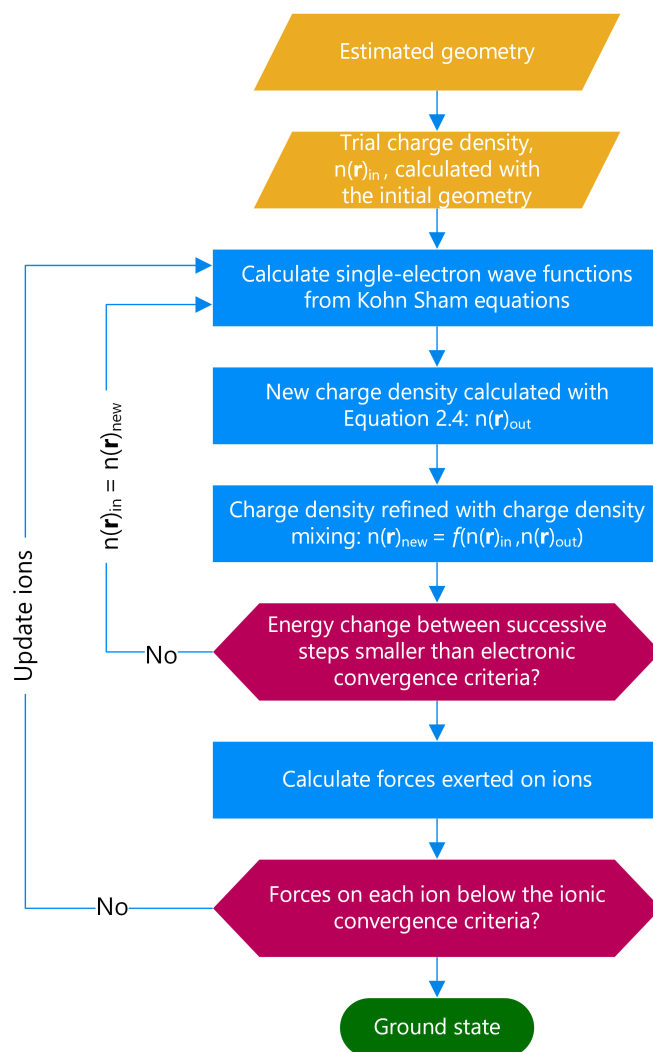 Estimated geometry
Trial charge density,
n(r)in , calculated with
the initial geometry
Calculate single-electron wave functions
from Kohn Sham equations
New charge density calculated with
Equation 2.4: n(r)out
n(r)in = n(r)new
Charge density refined with charge density
mixing: n(r)new = f(n(r)in ,n(r)out)
Update ions
Energy change between successive
steps smaller than electronic
convergence criteria?
No
Calculate forces exerted on ions
Forces on each ion below the ionic
convergence criteria?
No
Ground state